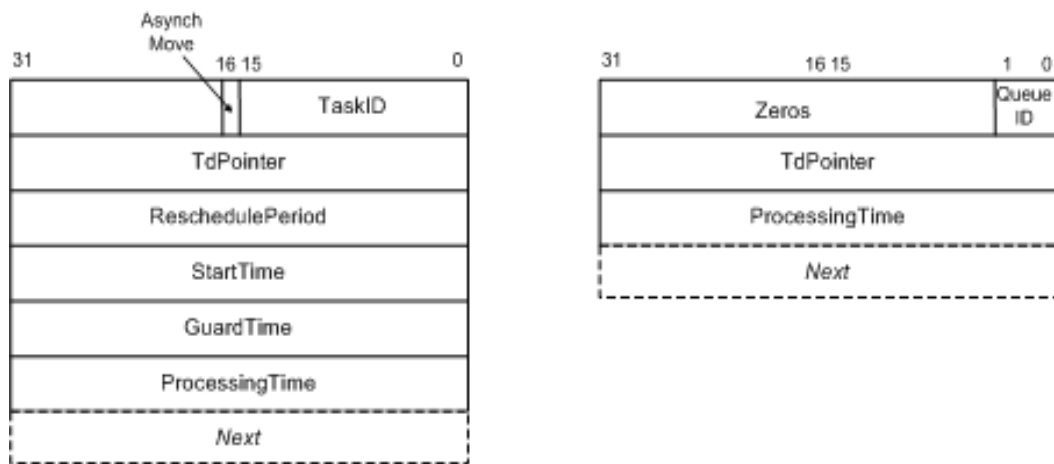 Asynch
Move
31 16 15 0
TaskID
TdPointer
ReschedulePeriod
StartTime
GuardTime
ProcessingTime
Next
31 16 15 1 0
Zeros
Queue
ID
TdPointer
ProcessingTime
Next